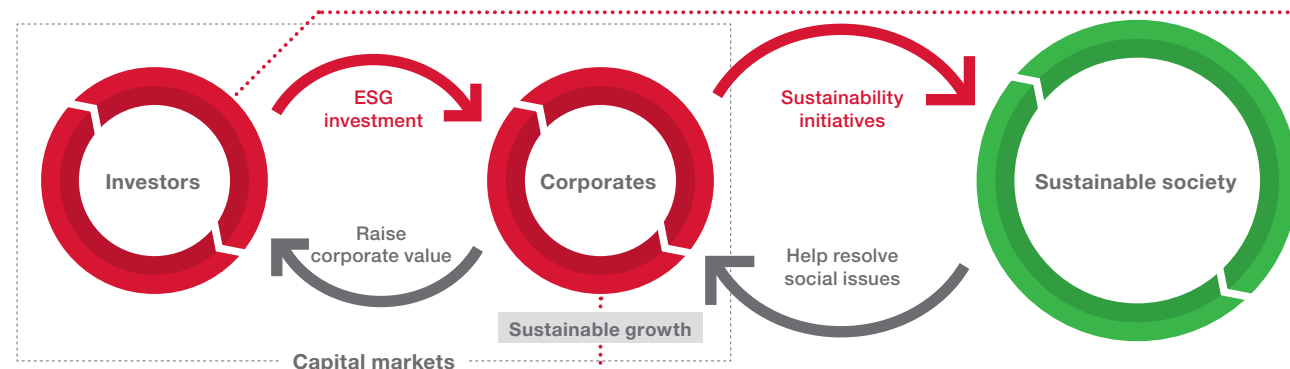 ESG
investment
Sustainability
initiatives
Investors
Corporates
Sustainable society
Raise
corporate value
Help resolve
social issues
Sustainable growth
Capital markets